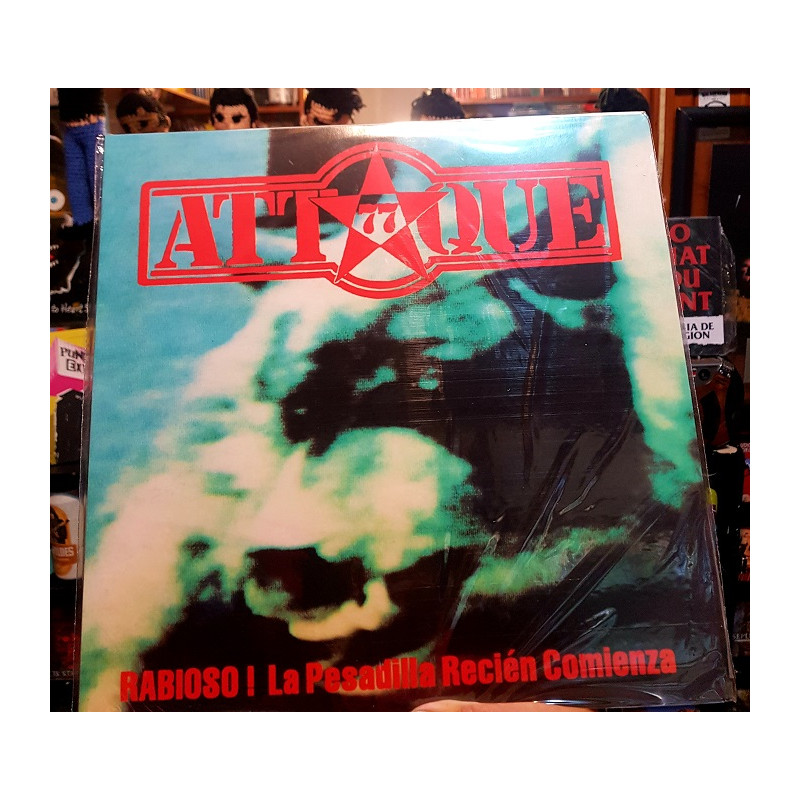 ATTAQUE
77
RABIOSO! La Pesadilla Recién Comienza